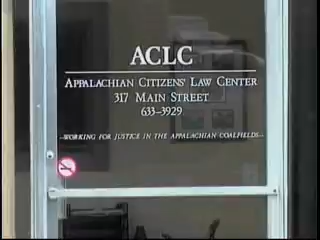 ACLC
APPALACHIAN CITIZENS' LAW CENTER
317 MAIN STREET
633-3929
--WORKING FOR JUSTICE IN THE APPALACHIAN COALFIELDS--